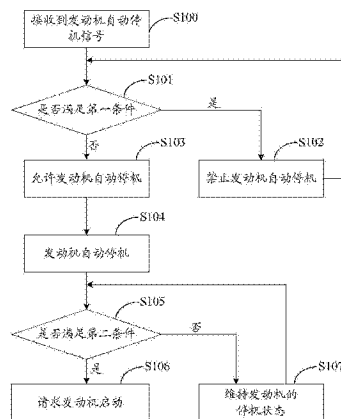 接收到发动机自动停
机信号
S100
S101
是否满足第一条件
是
否
S103
S102
允许发动机自动停机
禁止发动机自动停机
S104
发动机自动停机
S105
是否满足第二条件
否
是
S106
S107
请求发动机启动
维持发动机的
停机状态